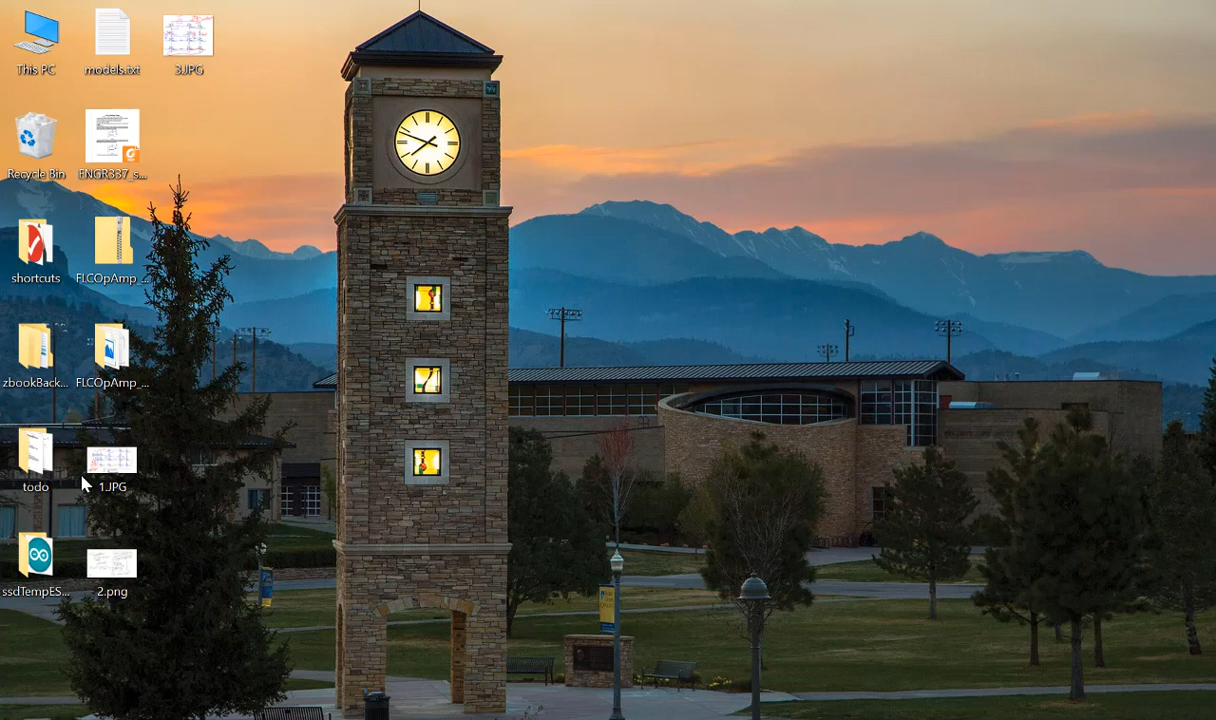 This PC
models.txt
3.JPG
Recycle Bin
ENGR337_s...
shortcuts
FLCOpAmp_...
zbookBack...
FLCOpAmp_...
todo
1.JPG
ssdTempES...
2.png